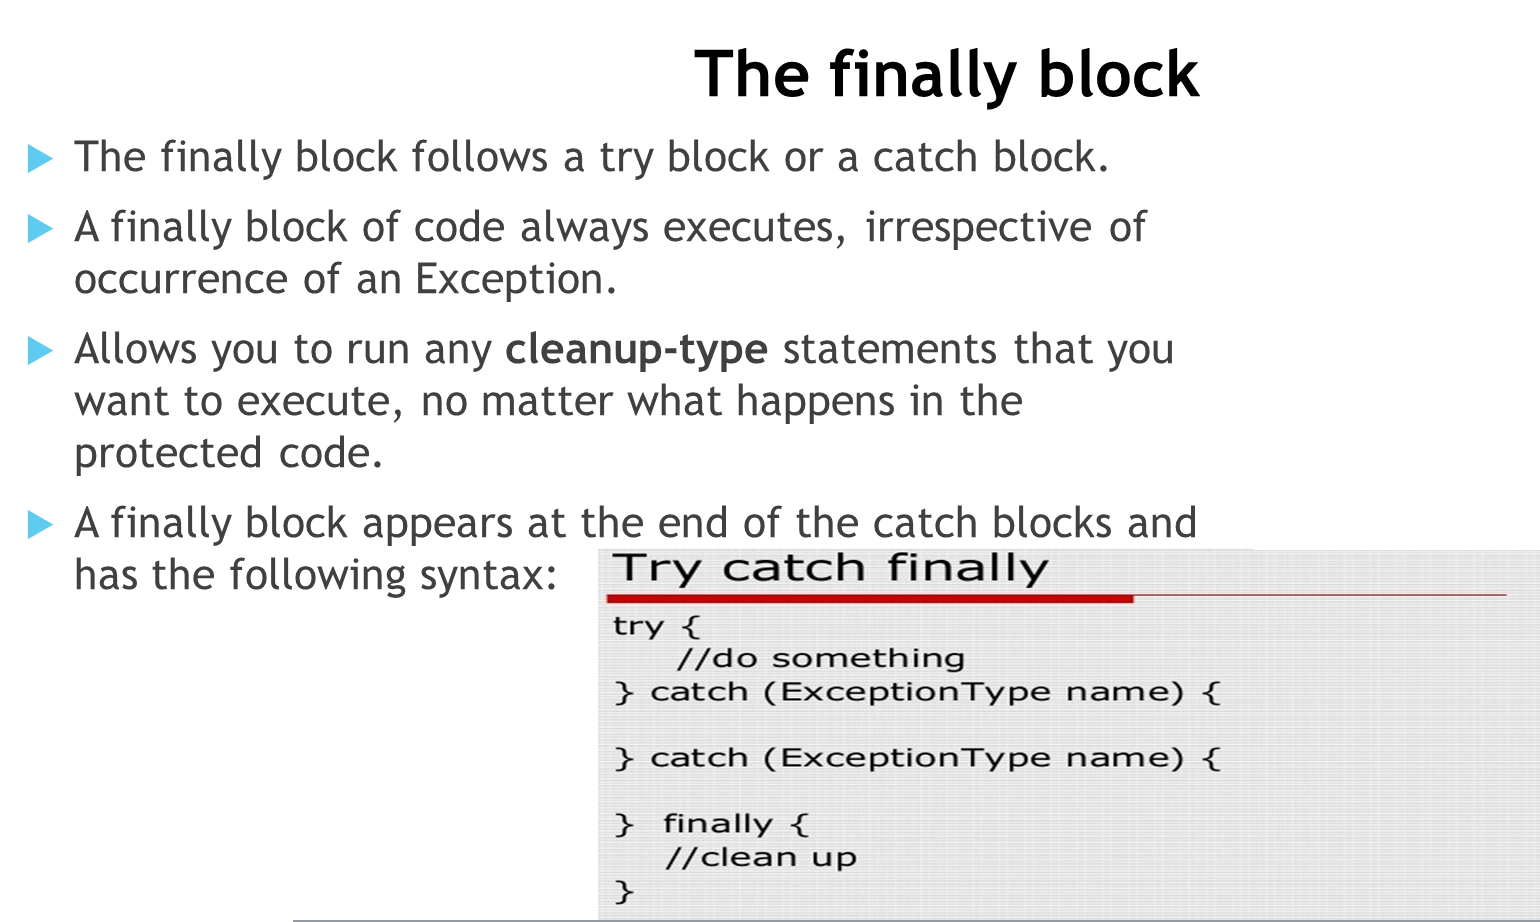 The finally block
The finally block follows a try block or a catch block.
A finally block of code always executes, irrespective of
occurrence of an Exception.
Allows you to run any cleanup-type statements that you
want to execute, no matter what happens in the
protected code.
A finally block appears at the end of the catch blocks and
has the following syntax:
Try catch finally
try {
//do something
} catch (ExceptionType name) {
} catch (ExceptionType name) {
} finally {
//clean up
}